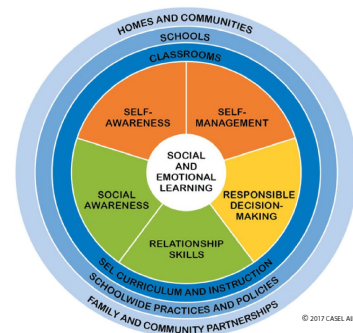 HOMES AND COMMUNITIES
SCHOOLS
CLASSROOMS
SELF-
AWARENESS
SELF-
MANAGEMENT
SOCIAL
AND
EMOTIONAL
LEARNING
SOCIAL
AWARENESS
RESPONSIBLE
DECISION-
MAKING
RELATIONSHIP
SKILLS
SEL CURRICULUM AND INSTRUCTION
SCHOOLWIDE PRACTICES AND POLICIES
FAMILY AND COMMUNITY PARTNERSHIPS
© 2017 CASEL